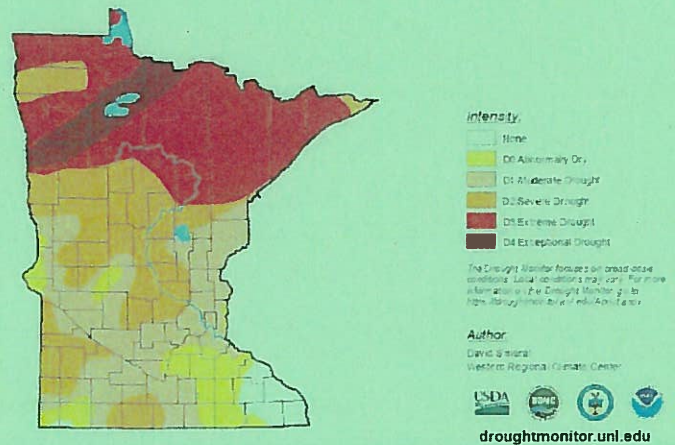 Intensity:
None
D0 Abnormally Dry
D1 Moderate Drought
D2 Severe Drought
D3 Extreme Drought
D4 Exceptional Drought
The Drought Monitor focuses on broad-scale
conditions. Local conditions may vary. For more
information on the Drought Monitor, go to
Author:
David Simeral
Western Regional Climate Center
USDA
droughtmonitor.unl.edu